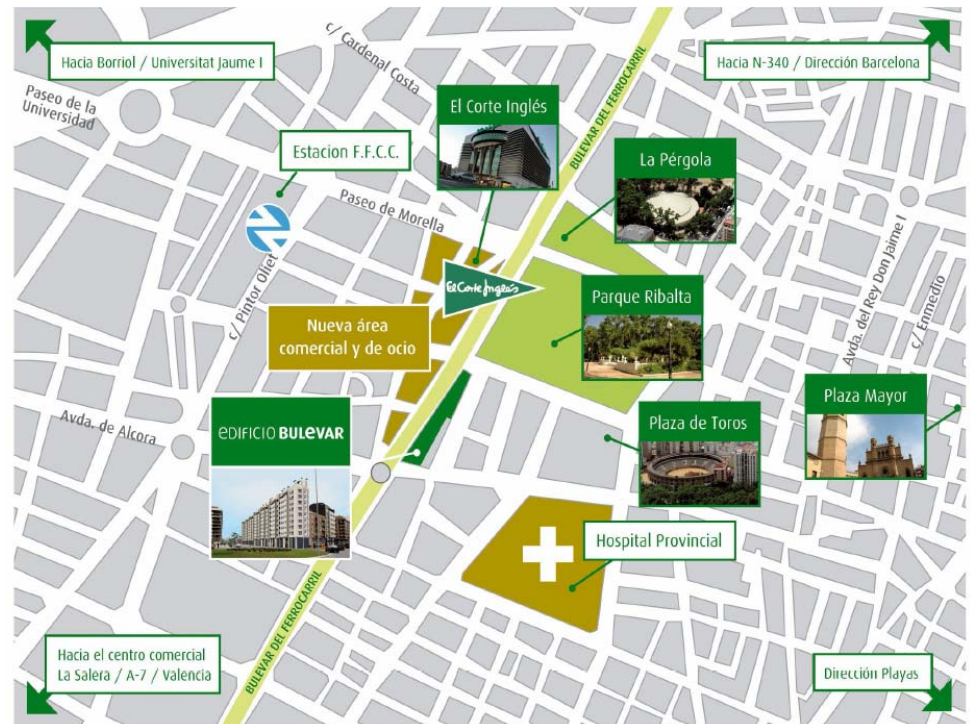 Hacia Borriol / Universitat Jaume I
Hacia N-340 / Dirección Barcelona
c/ Cardenal Costa
BULEVAR DEL FERROCARRIL
Paseo de la
Universidad
El Corte Inglés
Estacion F.F.C.C.
La Pérgola
Paseo de Morella
c/ Pintor Oliet
El Corte Inglés
Parque Ribalta
Avda. del Rey Don Jaime I
c/ Enmedio
Nueva área
comercial y de ocio
Avda. de Alcora
eDIFICIO BULEVAR
Plaza de Toros
Plaza Mayor
Hospital Provincial
BULEVAR DEL FERROCARRIL
Hacia el centro comercial
La Salera / A-7 / Valencia
Dirección Playas